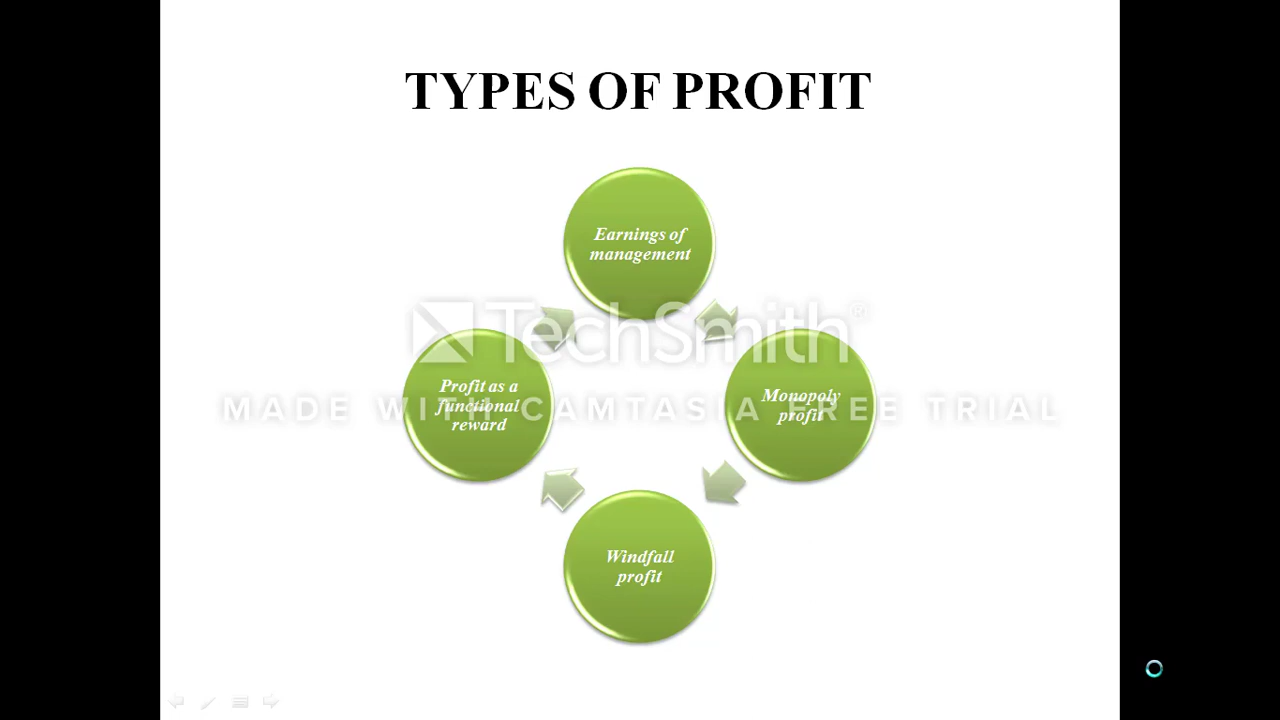 TYPES OF PROFIT
Earnings of
management
TechSmith®
Profit as a
functional
reward
Monopoly
profit
MADE WITH CAMTASIA FREE TRIAL
Windfall
profit